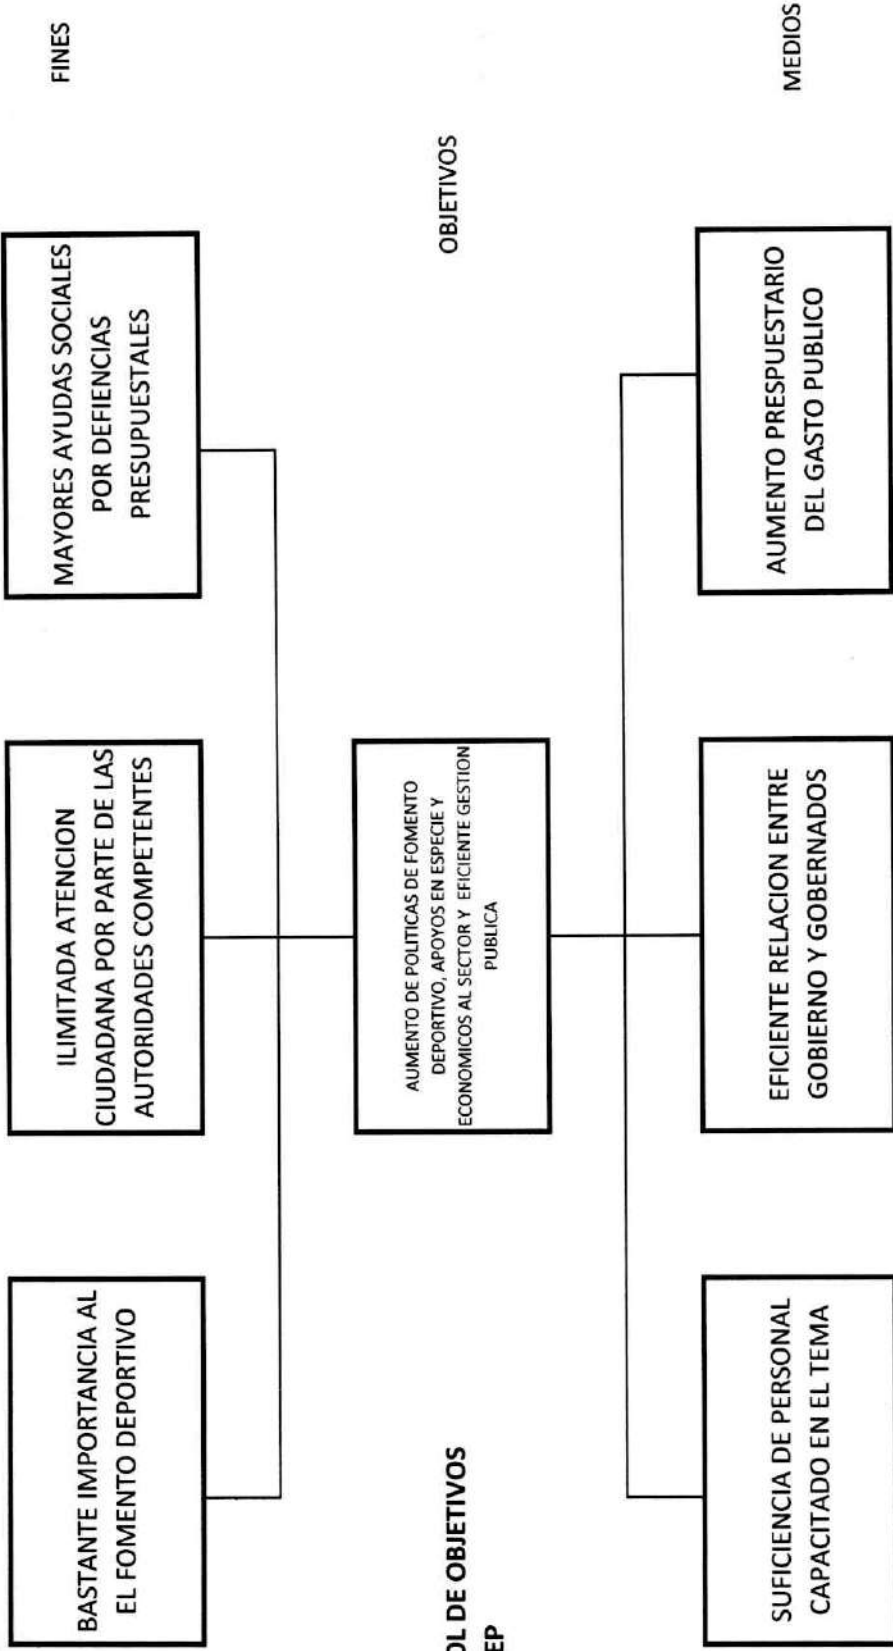 BASTANTE IMPORTANCIA AL
EL FOMENTO DEPORTIVO
ILIMITADA ATENCION
CIUDADANA POR PARTE DE LAS
AUTORIDADES COMPETENTES
MAYORES AYUDAS SOCIALES
POR DEFIENCIAS
PRESUPUESTALES
FINES
OL DE OBJETIVOS
EP
AUMENTO DE POLITICAS DE FOMENTO
DEPORTIVO, APOYOS EN ESPECIE Y
ECONOMICOS AL SECTOR Y EFICIENTE GESTION
PUBLICA
OBJETIVOS
SUFICIENCIA DE PERSONAL
CAPACITADO EN EL TEMA
EFICIENTE RELACION ENTRE
GOBIERNO Y GOBERNADOS
AUMENTO PRESPUESTARIO
DEL GASTO PUBLICO
MEDIOS